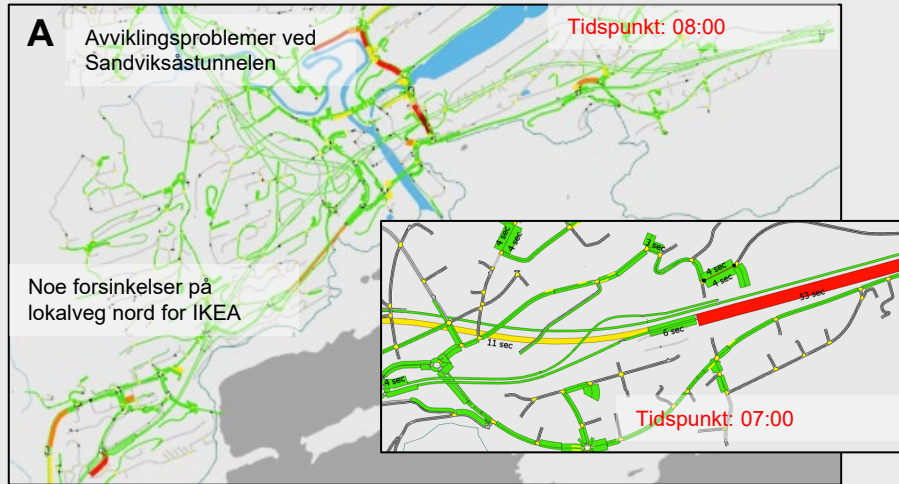 A
Avviklingsproblemer ved
Sandviksåstunnelen
Tidspunkt: 08:00
Noe forsinkelser på
lokalveg nord for IKEA
4 sec
4 sec
3 sec
4 sec
4 sec
53 sec
6 sec
11 sec
4 sec
Tidspunkt: 07:00